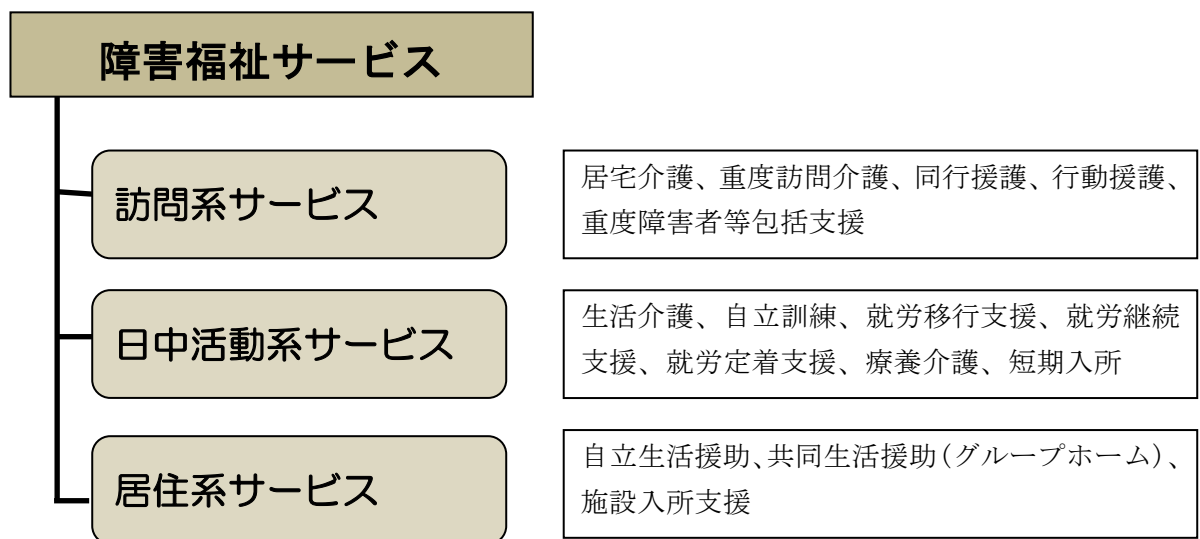 障害福祉サービス
訪問系サービス
居宅介護、重度訪問介護、同行援護、行動援護、
重度障害者等包括支援
日中活動系サービス
生活介護、自立訓練、就労移行支援、就労継続
支援、就労定着支援、療養介護、短期入所
居住系サービス
自立生活援助、共同生活援助(グループホーム)、
施設入所支援